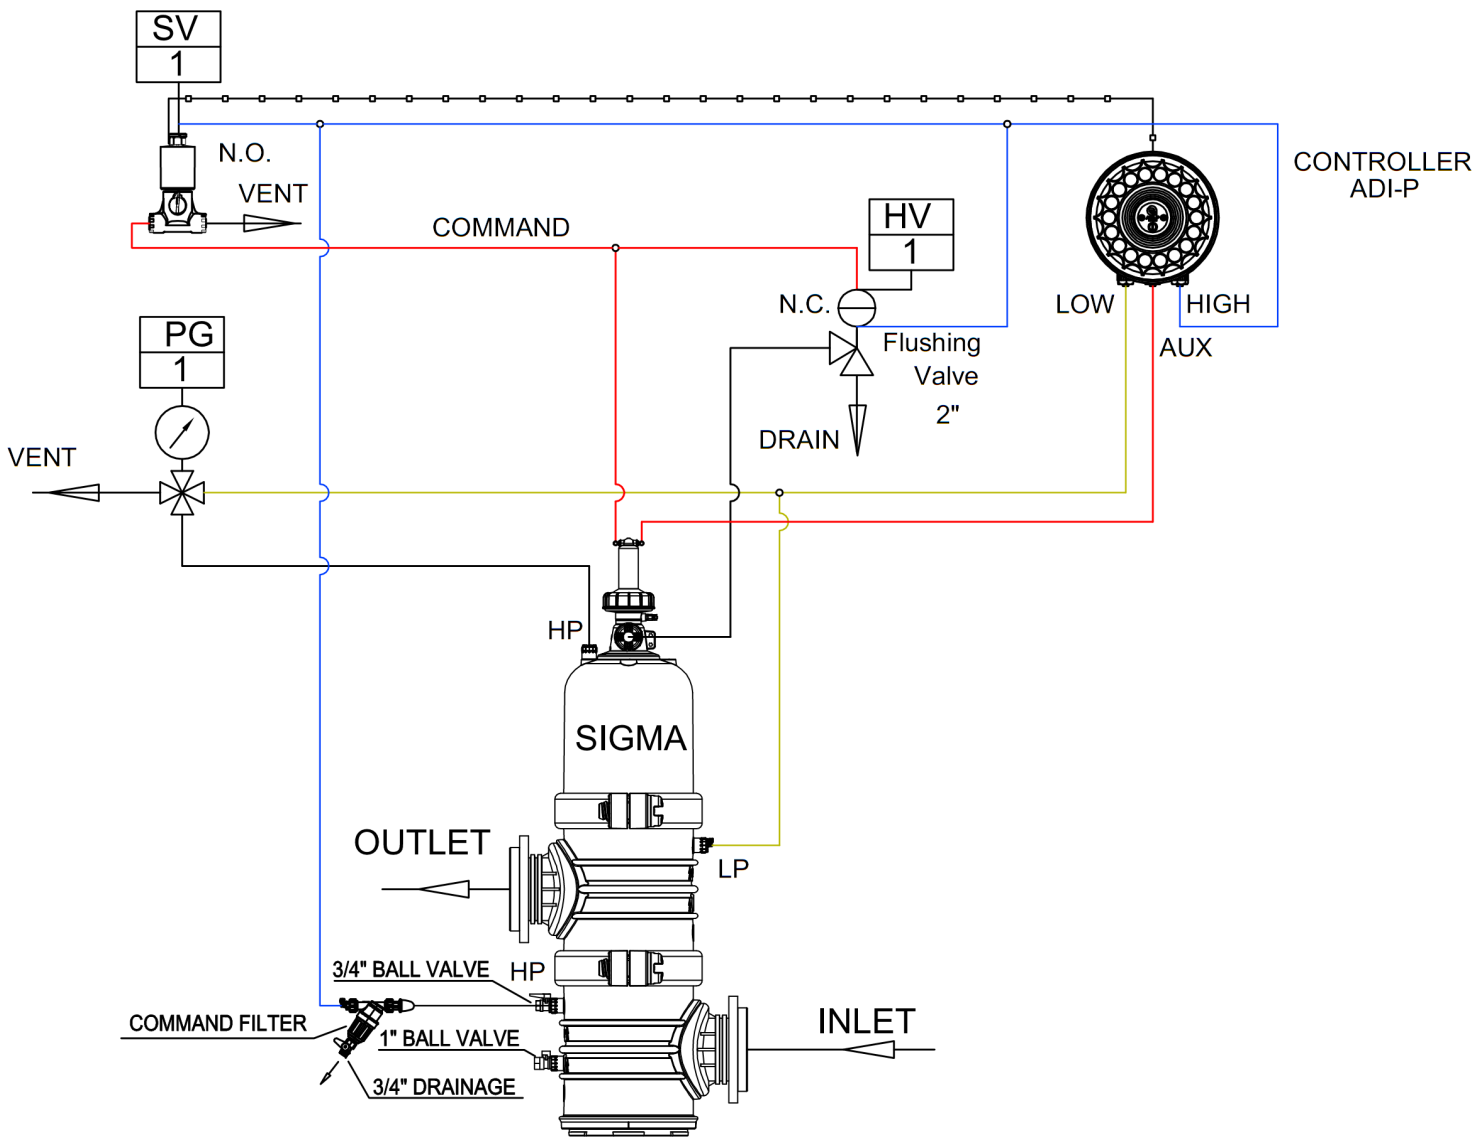 SV
1
N.O.
VENT
COMMAND
HV
1
CONTROLLER
ADI-P
N.C.
LOW
HIGH
AUX
PG
1
Flushing
Valve
2"
DRAIN
VENT
HP
SIGMA
OUTLET
LP
3/4" BALL VALVE
HP
COMMAND FILTER
1" BALL VALVE
INLET
3/4" DRAINAGE